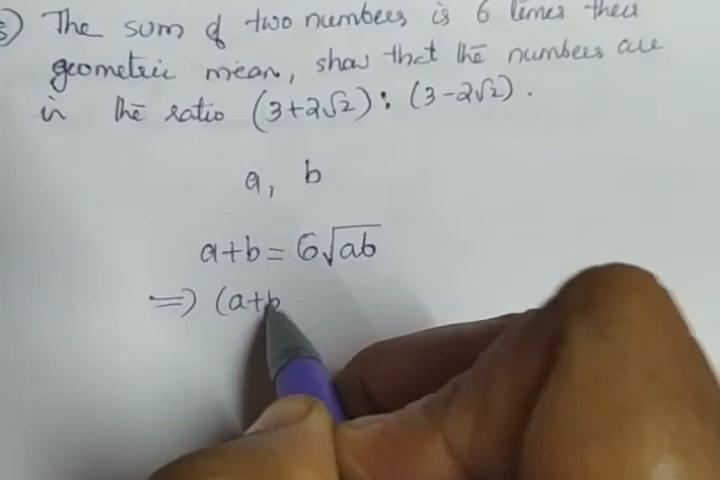 5) The sum of two numbers is 6 times their
geometric mean, show that the numbers are
in the ratio (3+2√2) : (3-2√2).
a, b
a+b = 6√ab
=> (a+b